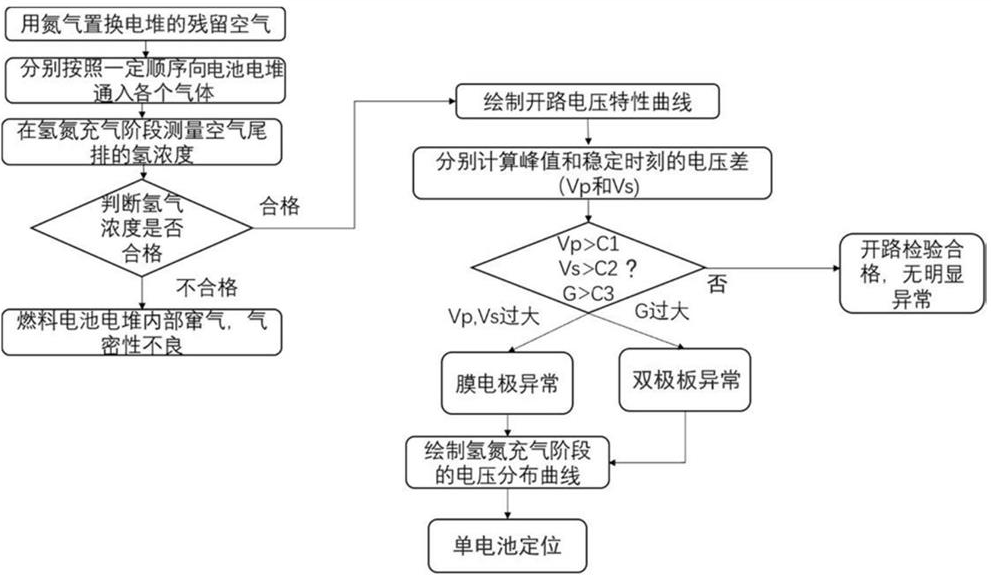 用氮气置换电堆的残留空气
分别按照一定顺序向电池电堆
通入各个气体
在氢氮充气阶段测量空气尾
排的氢浓度
判断氢气
浓度是否
合格
合格
不合格
燃料电池电堆内部窜气，气
密性不良
绘制开路电压特性曲线
分别计算峰值和稳定时刻的电压差
（Vp和Vs)
Vp>C1
Vs>C2 ？
G>C3
否
开路检验合
格，无明显
异常
Vp,Vs过大
G过大
膜电极异常
双极板异常
绘制氢氮充气阶段
的电压分布曲线
单电池定位